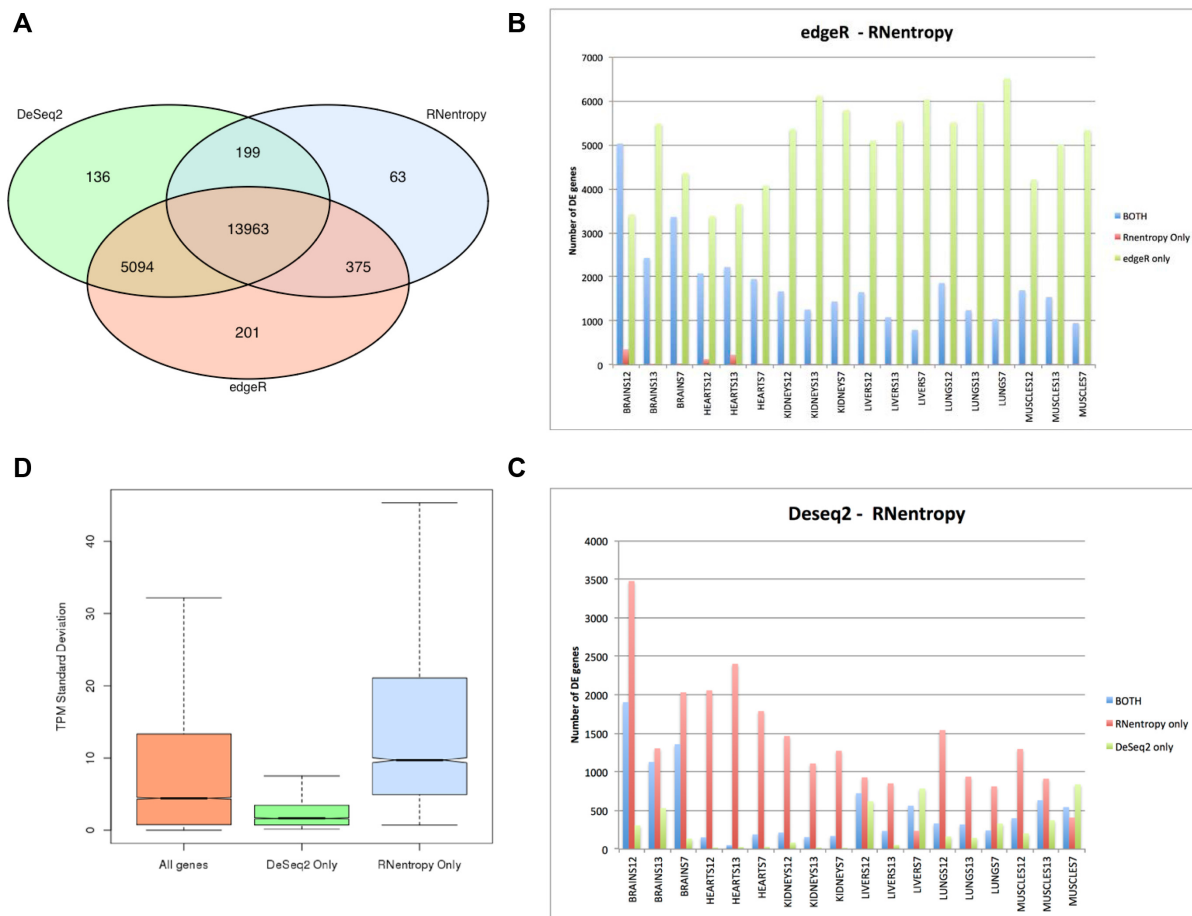 A
DeSeq2
RNentropy
199
136
63
13963
5094
375
201
edgeR
B
edgeR - RNentropy
Number of DE genes
7000
6000
5000
4000
3000
2000
1000
0
BRAINS12
BRAINS13
BRAINS7
HEARTS12
HEARTS13
HEARTS7
KIDNEYS12
KIDNEYS13
KIDNEYS7
LIVERS12
LIVERS13
LIVERS7
LUNGS12
LUNGS13
LUNGS7
MUSCLES12
MUSCLES13
MUSCLES7
BOTH
Rnentropy Only
edgeR only
D
TPM Standard Deviation
40
30
20
10
0
All genes
DeSeq2 Only
RNentropy Only
C
Deseq2 - RNentropy
Number of DE genes
4000
3500
3000
2500
2000
1500
1000
500
0
BRAINS12
BRAINS13
BRAINS7
HEARTS12
HEARTS13
HEARTS7
KIDNEYS12
KIDNEYS13
KIDNEYS7
LIVERS12
LIVERS13
LIVERS7
LUNGS12
LUNGS13
LUNGS7
MUSCLES12
MUSCLES13
MUSCLES7
BOTH
RNentropy only
DeSeq2 only